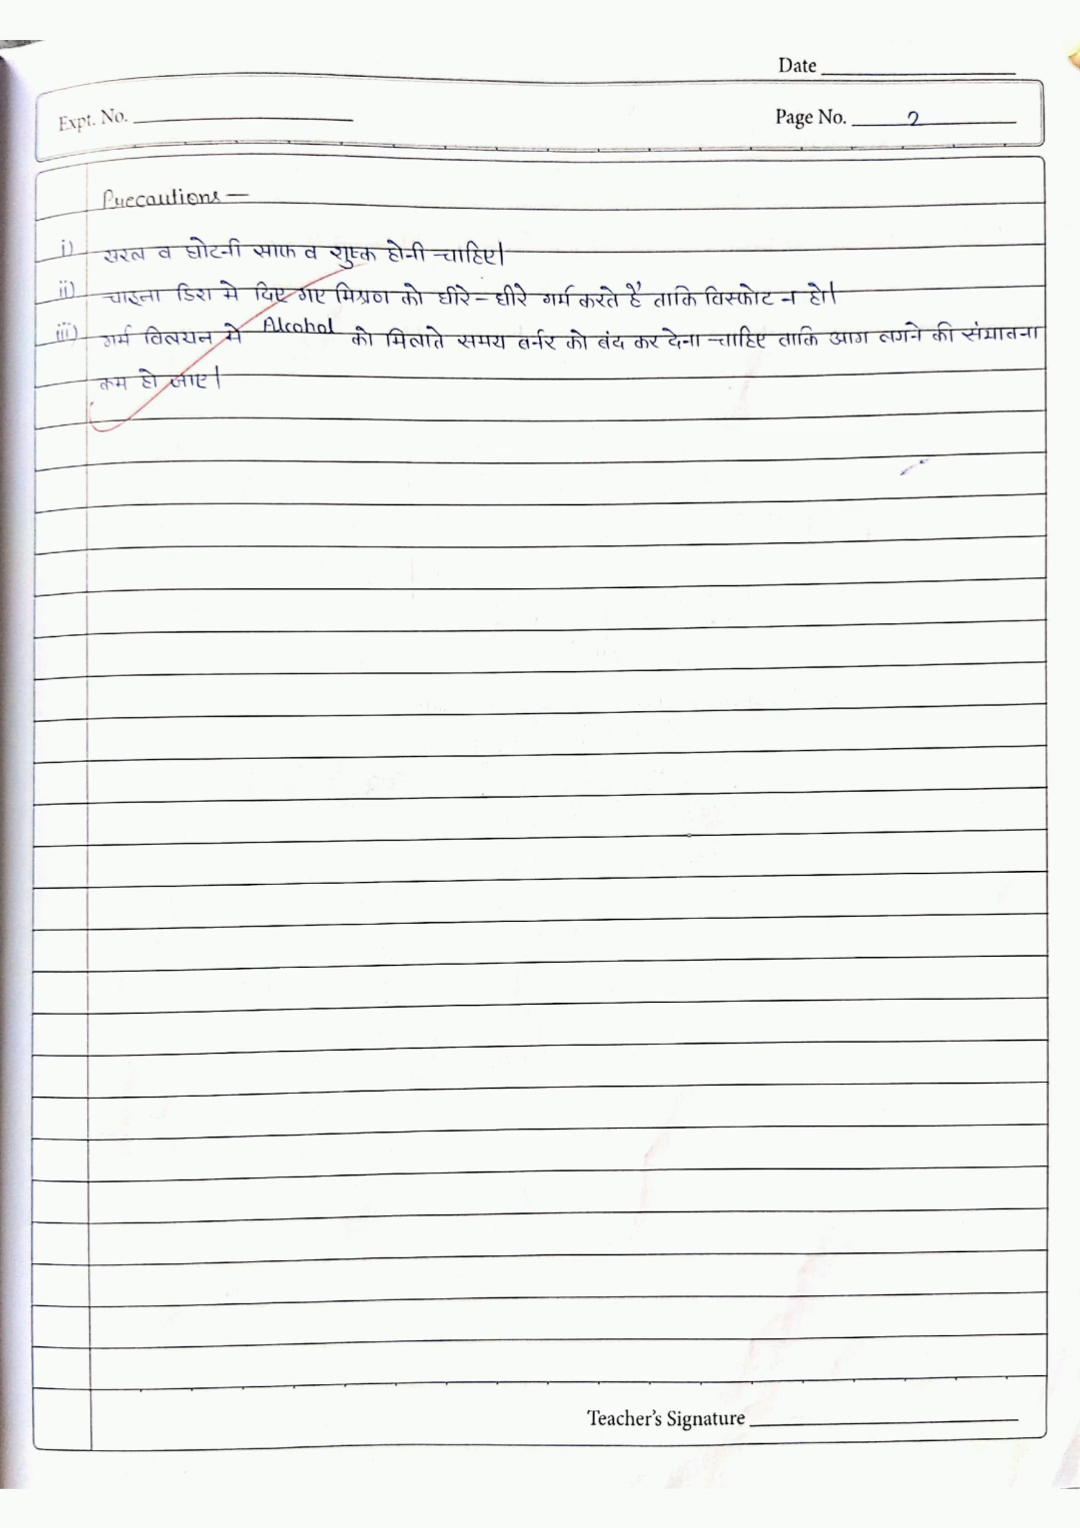 Date
Expt. No.
Page No. 2
Precautions —
i) खरल व घोटनी साफ व शुष्क होनी चाहिए।
ii) चाइना डिश मे दिए गए मिश्रण को धीरे - धीरे गर्म करते है ताकि विस्फोट न हो।
iii) गर्म विलयन मे Alcohol को मिलाते समय बर्नर को बंद कर देना चाहिए ताकि आग लगने की संभावना
कम हो जाए।
Teacher's Signature